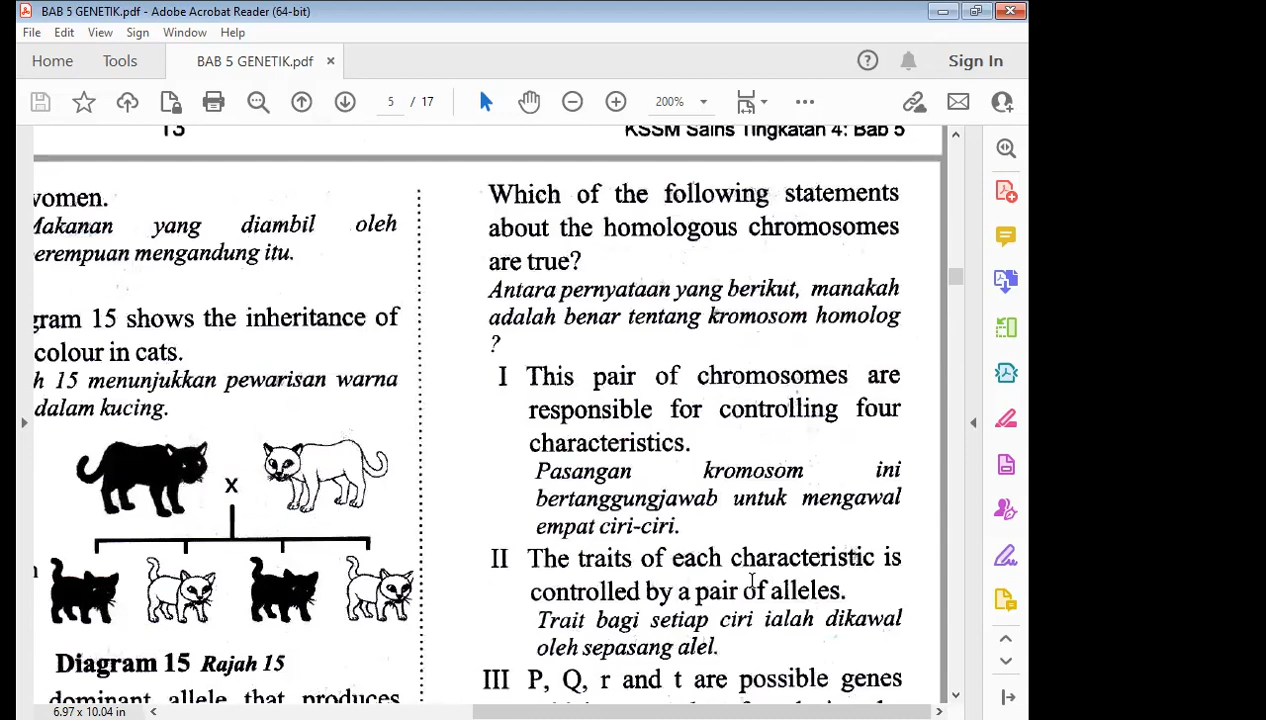 BAB 5 GENETIK.pdf - Adobe Acrobat Reader (64-bit)
File Edit View Sign Window Help
Home Tools BAB 5 GENETIK.pdf × Sign In
5 / 17 200%
13 KSSM Sains Tingkatan 4: Bab 5
women.
Makanan yang diambil oleh
perempuan mengandung itu.
gram 15 shows the inheritance of
colour in cats.
h 15 menunjukkan pewarisan warna
dalam kucing.
x
Diagram 15 Rajah 15
dominant allele that produces
Which of the following statements
about the homologous chromosomes
are true?
Antara pernyataan yang berikut, manakah
adalah benar tentang kromosom homolog
?
I This pair of chromosomes are
responsible for controlling four
characteristics.
Pasangan kromosom ini
bertanggungjawab untuk mengawal
empat ciri-ciri.
II The traits of each characteristic is
controlled by a pair of alleles.
Trait bagi setiap ciri ialah dikawal
oleh sepasang alel.
III P, Q, r and t are possible genes
6.97 x 10.04 in